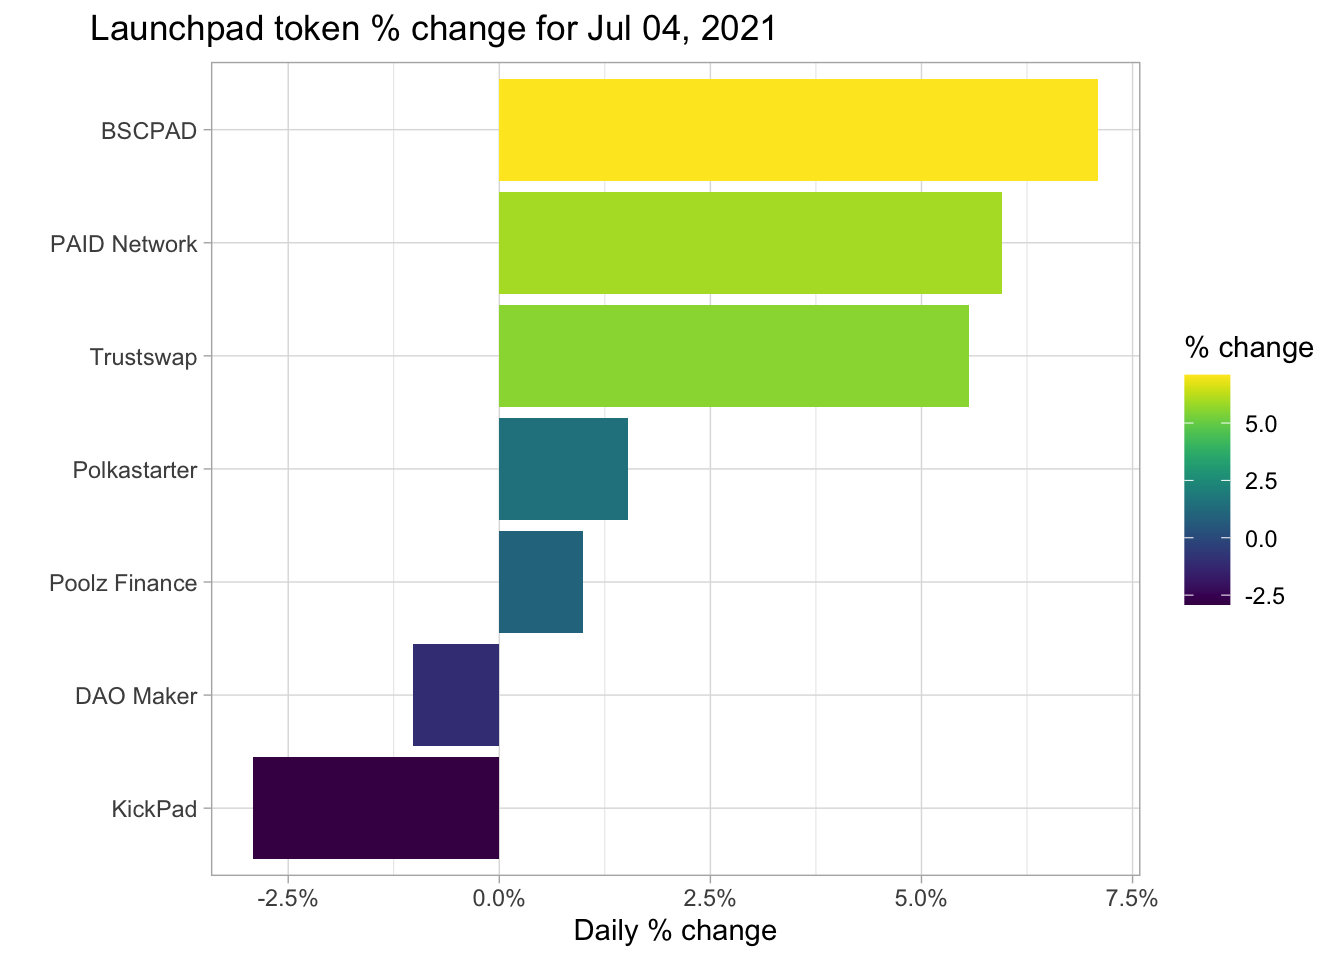 Launchpad token % change for Jul 04, 2021
BSCPAD
PAID Network
Trustswap
Polkastarter
Poolz Finance
DAO Maker
KickPad
-2.5%
0.0%
2.5%
5.0%
7.5%
Daily % change
% change
5.0
2.5
0.0
-2.5